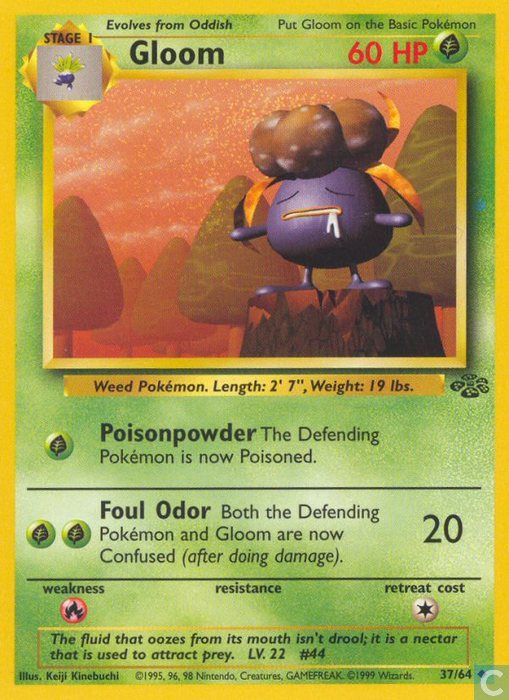 Evolves from Oddish Put Gloom on the Basic Pokémon
STAGE 1
Gloom 60 HP
Weed Pokémon. Length: 2' 7", Weight: 19 lbs.
Poisonpowder The Defending
Pokémon is now Poisoned.
Foul Odor Both the Defending
Pokémon and Gloom are now
Confused (after doing damage).
20
weakness resistance retreat cost
The fluid that oozes from its mouth isn't drool; it is a nectar
that is used to attract prey. LV. 22 #44
Illus. Keiji Kinebuchi ©1995, 96, 98 Nintendo, Creatures, GAMEFREAK. ©1999 Wizards. 37/64
C